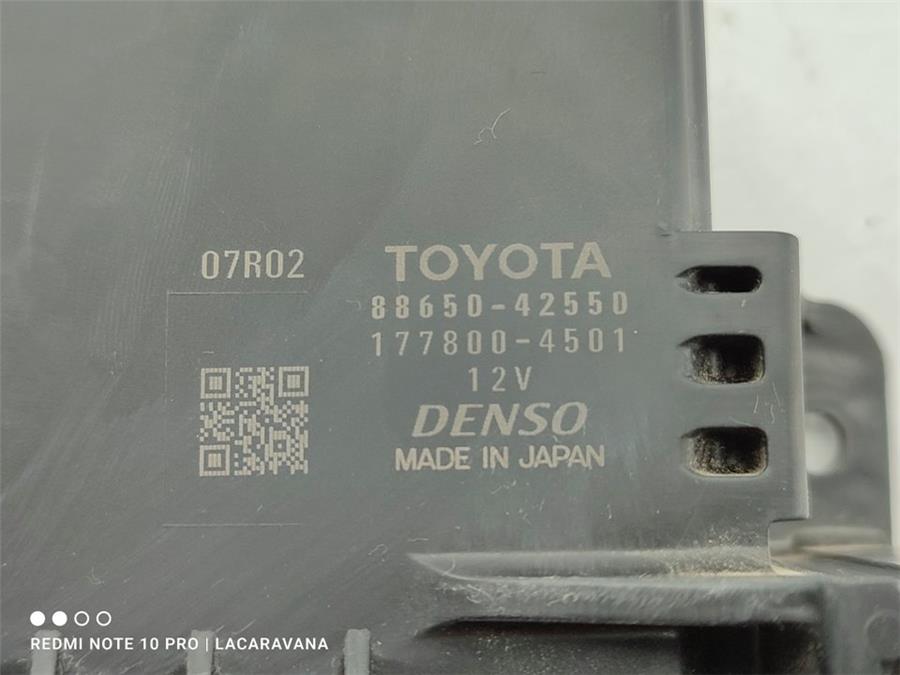 07R02
TOYOTA
88650-42550
177800-4501
12V
DENSO
MADE IN JAPAN
REDMI NOTE 10 PRO | LACARAVANA